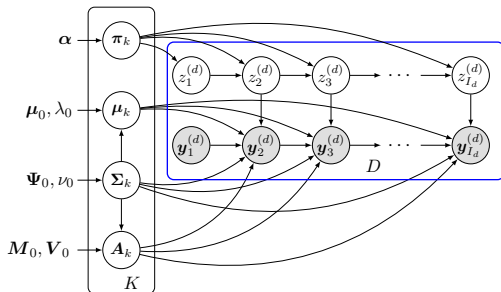 α π_k z_1^{(d)} z_2^{(d)} z_3^{(d)} ··· z_{I_d}^{(d)}
μ_0, λ_0 μ_k
y_1^{(d)} y_2^{(d)} y_3^{(d)} ··· y_{I_d}^{(d)}
D
Ψ_0, ν_0 Σ_k
M_0, V_0 A_k
K